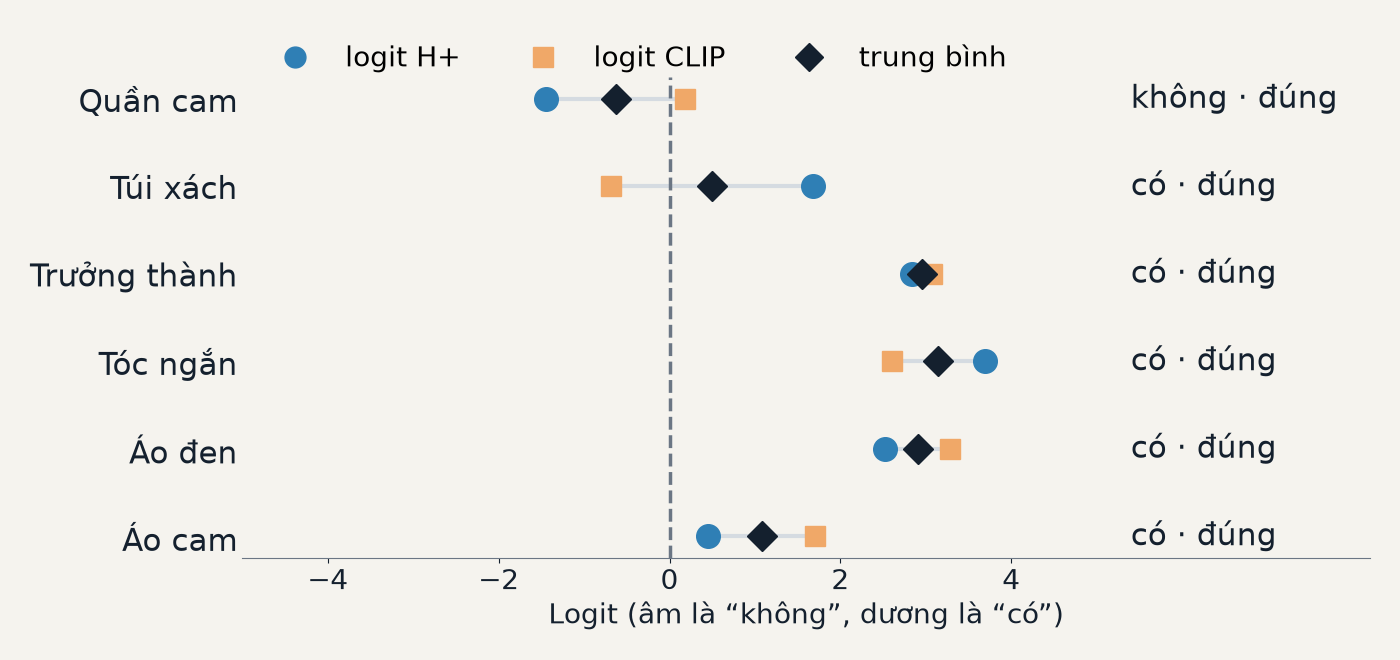 logit H+ logit CLIP trung bình
Quần cam không · đúng
Túi xách có · đúng
Trưởng thành có · đúng
Tóc ngắn có · đúng
Áo đen có · đúng
Áo cam có · đúng
−4 −2 0 2 4
Logit (âm là “không”, dương là “có”)